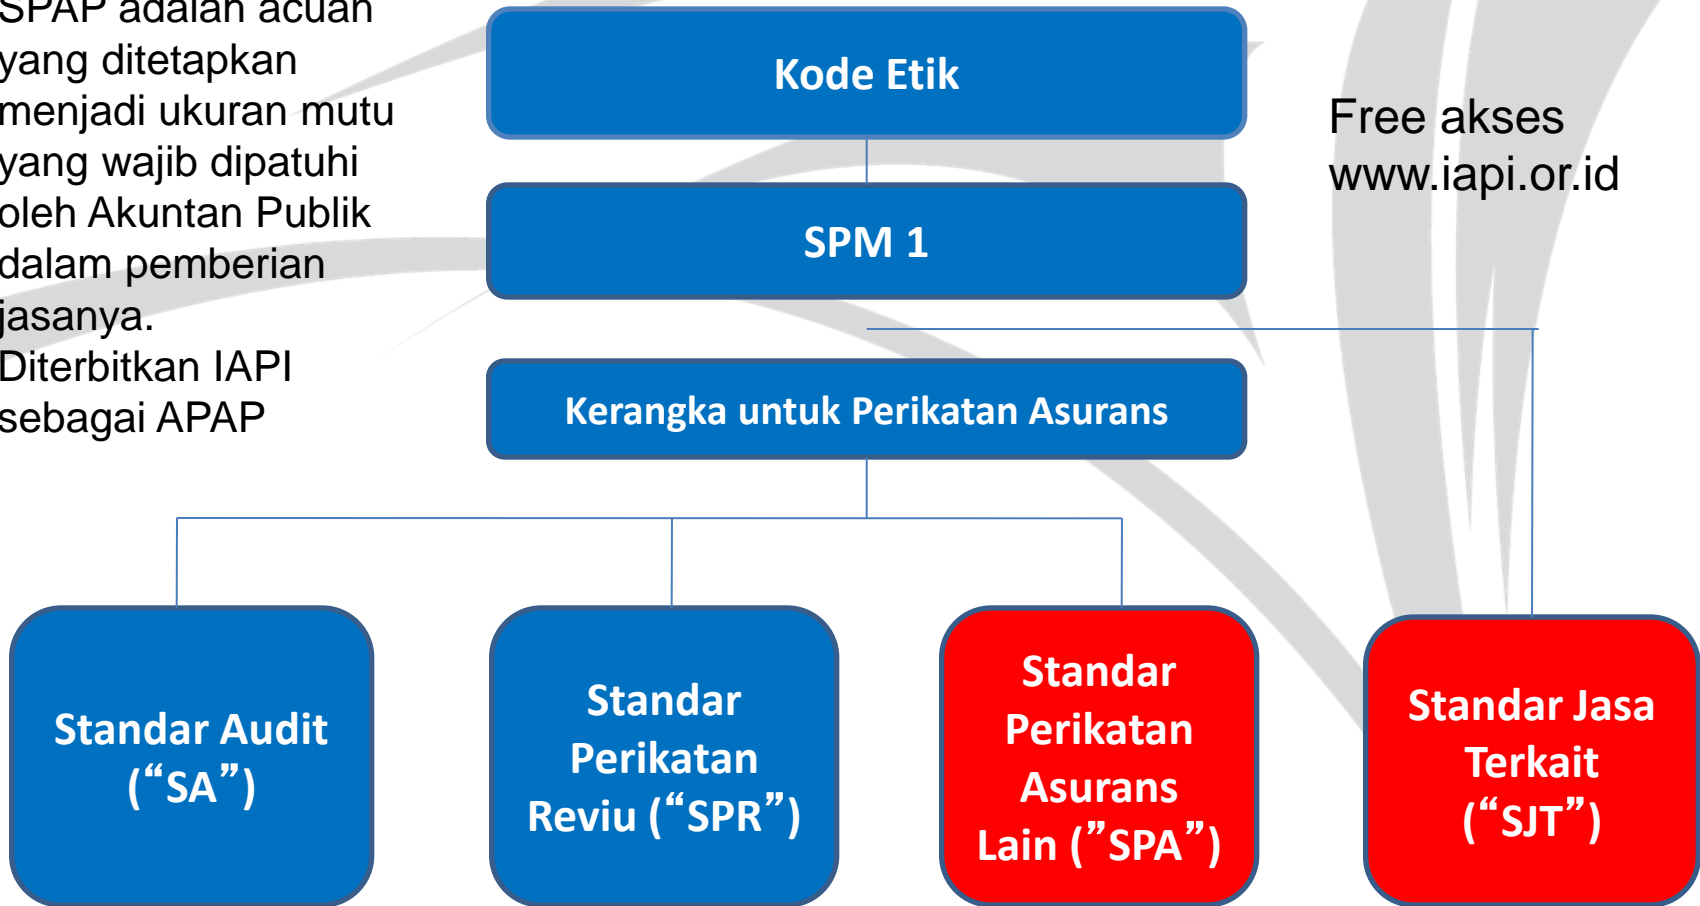 SPAP adalah acuan
yang ditetapkan
menjadi ukuran mutu
yang wajib dipatuhi
oleh Akuntan Publik
dalam pemberian
jasanya.
Diterbitkan IAPI
sebagai APAP
Kode Etik
Free akses
www.iapi.or.id
SPM 1
Kerangka untuk Perikatan Asurans
Standar Audit
(“SA”)
Standar
Perikatan
Reviu (“SPR”)
Standar
Perikatan
Asurans
Lain (”SPA”)
Standar Jasa
Terkait
(“SJT”)